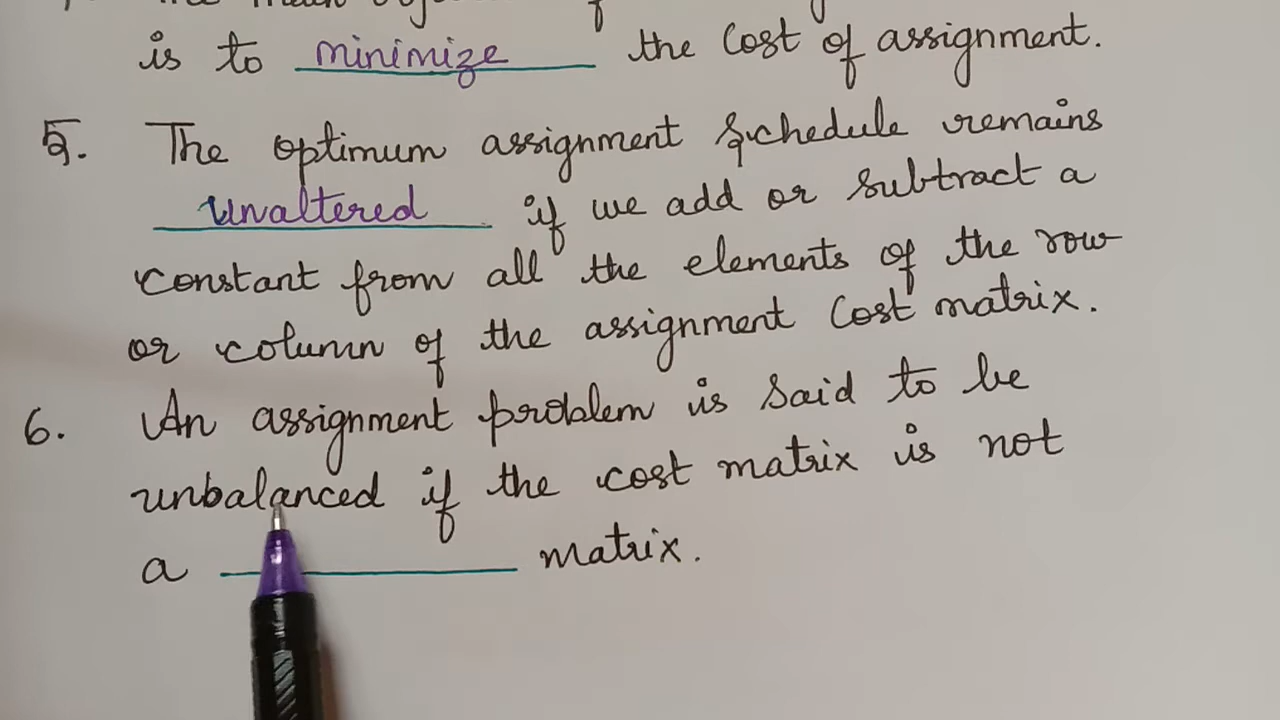 is to minimize the cost of assignment.
5. The optimum assignment schedule remains
unaltered if we add or subtract a
constant from all the elements of the row
or column of the assignment cost matrix.
6. An assignment problem is said to be
unbalanced if the cost matrix is not
a ________ matrix.